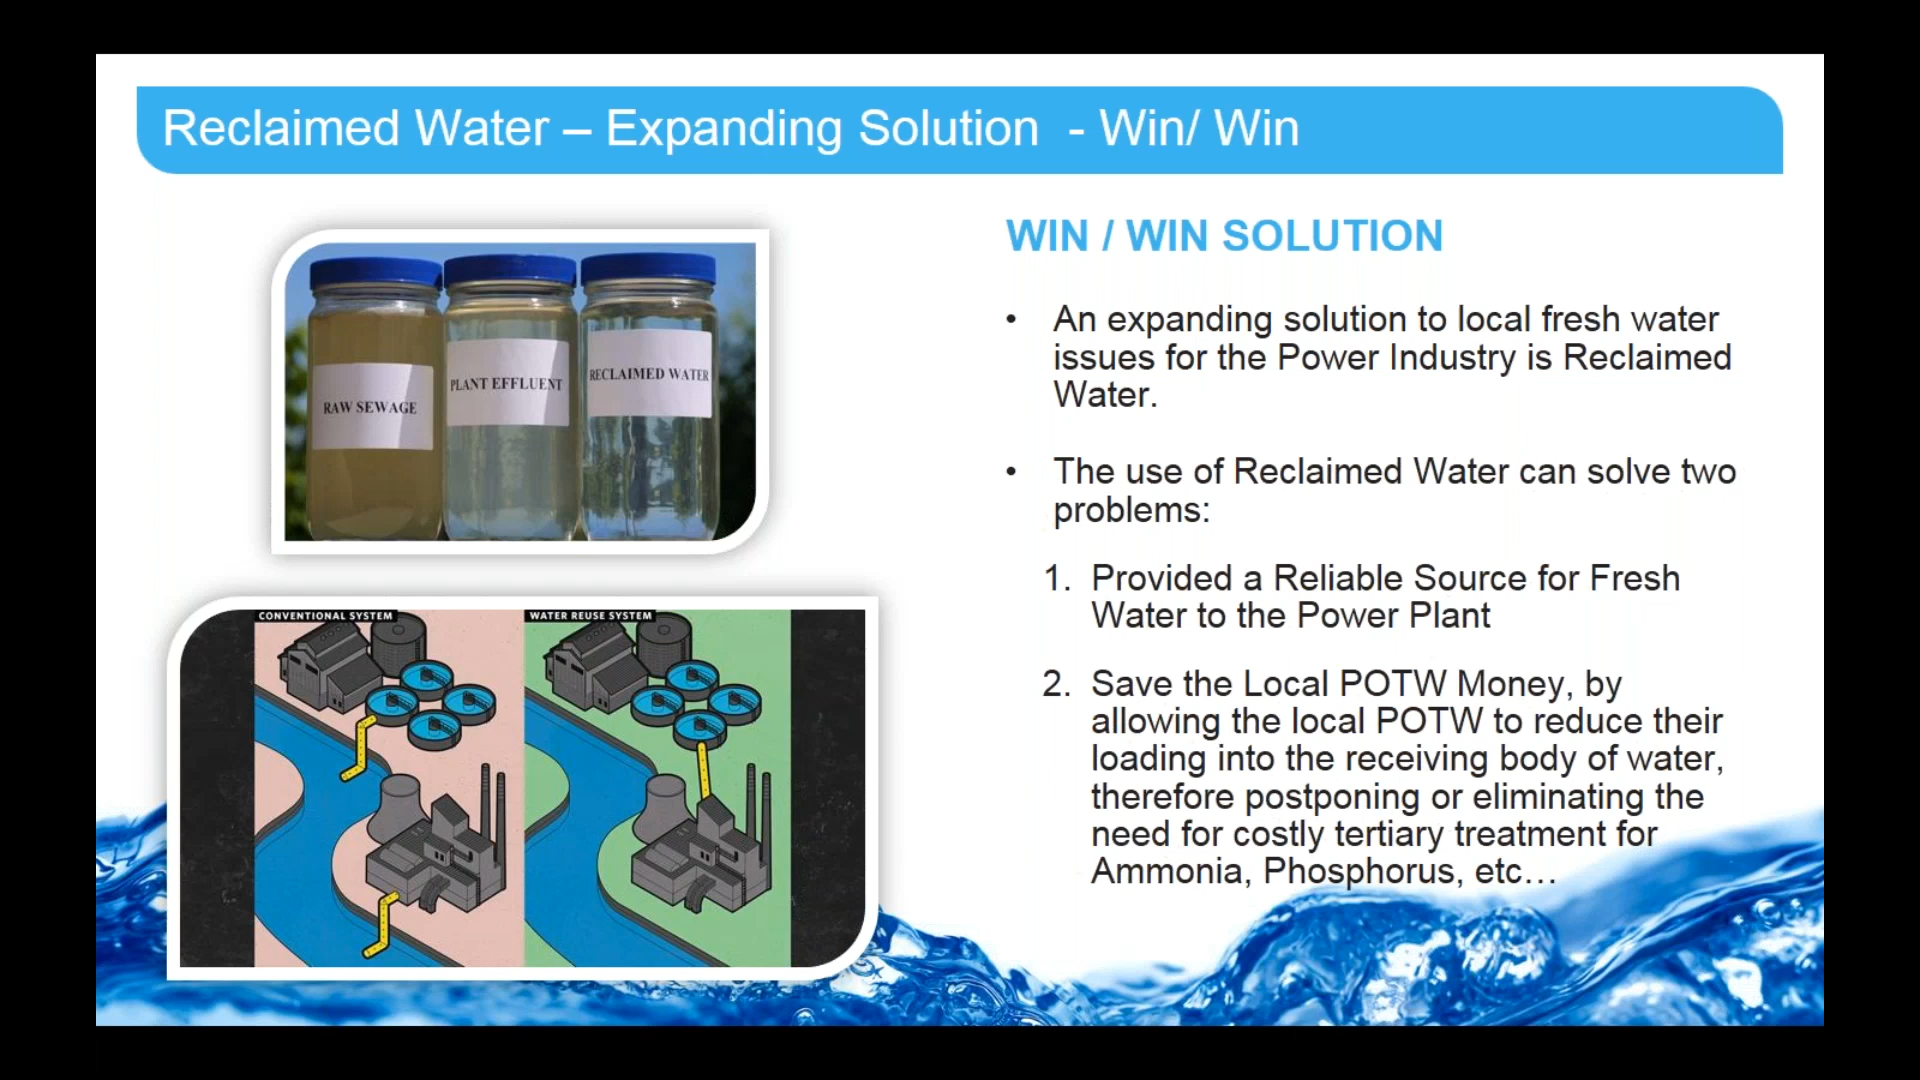 Reclaimed Water – Expanding Solution - Win/ Win
RAW SEWAGE
PLANT EFFLUENT
RECLAIMED WATER
CONVENTIONAL SYSTEM
WATER REUSE SYSTEM
WIN / WIN SOLUTION
• An expanding solution to local fresh water
issues for the Power Industry is Reclaimed
Water.
• The use of Reclaimed Water can solve two
problems:
1. Provided a Reliable Source for Fresh
Water to the Power Plant
2. Save the Local POTW Money, by
allowing the local POTW to reduce their
loading into the receiving body of water,
therefore postponing or eliminating the
need for costly tertiary treatment for
Ammonia, Phosphorus, etc…